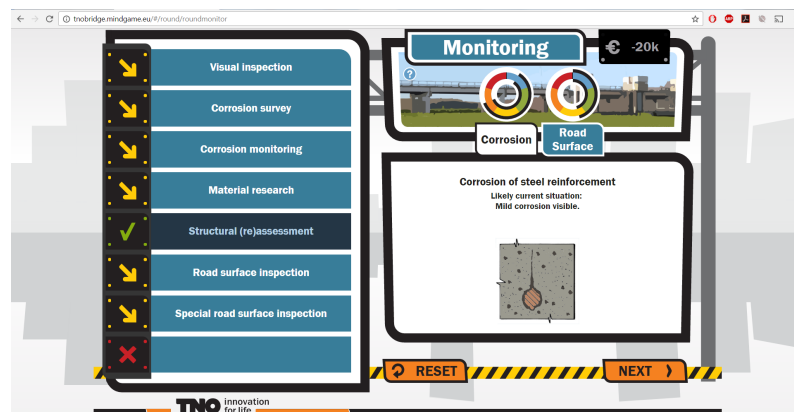 tnobridge.mindgame.eu/#/round/roundmonitor
Visual inspection
Corrosion survey
Corrosion monitoring
Material research
Structural (re)assessment
Road surface inspection
Special road surface inspection
Monitoring
€ -20k
?
Corrosion
Road
Surface
Corrosion of steel reinforcement
Likely current situation:
Mild corrosion visible.
RESET
NEXT
TNO innovation
for life